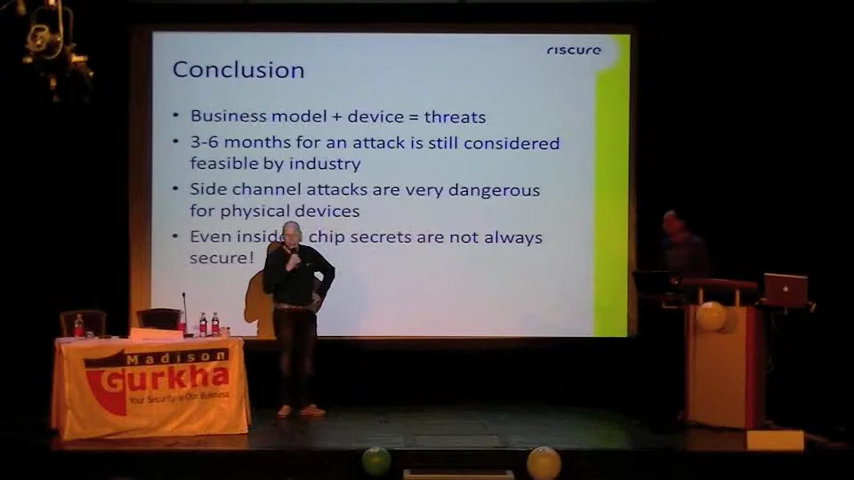 riscure
Conclusion
• Business model + device = threats
• 3-6 months for an attack is still considered
feasible by industry
• Side channel attacks are very dangerous
for physical devices
• Even inside chip secrets are not always
secure!
Madison
Gurkha
Your Security is Our Business